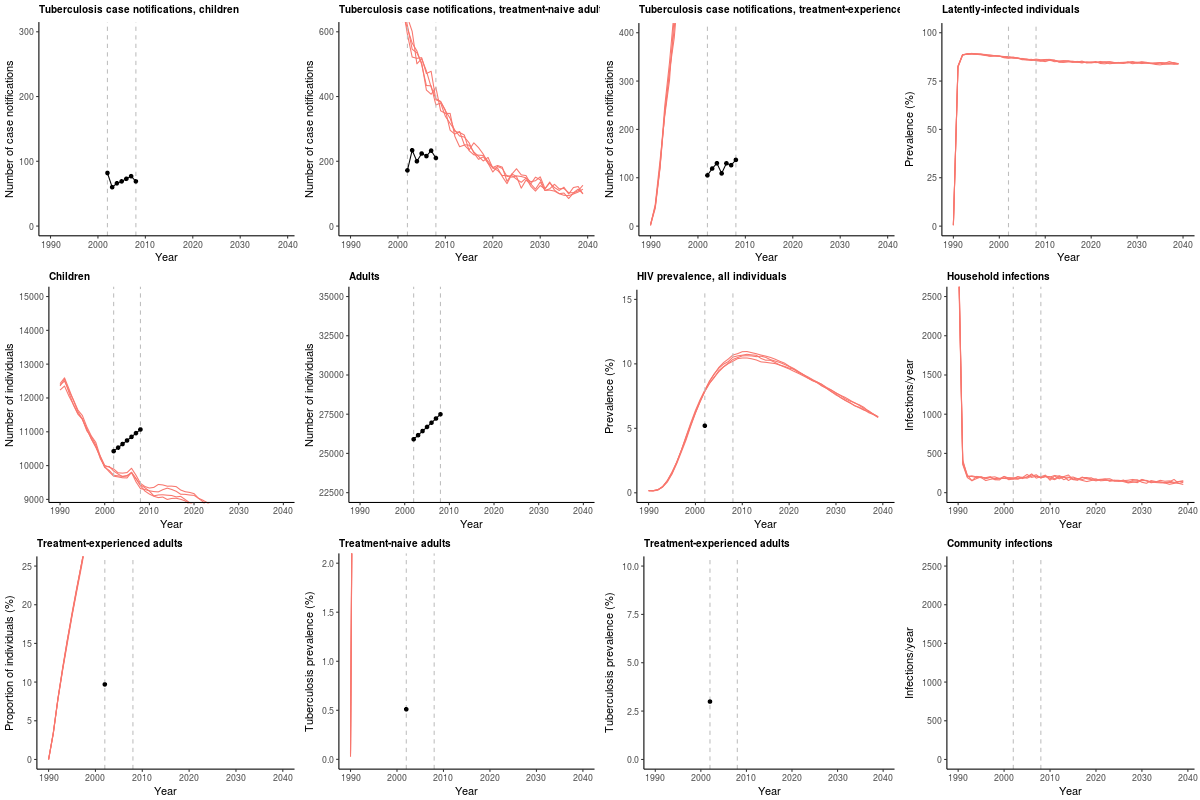 Tuberculosis case notifications, children
Number of case notifications
300
200
100
0
1990 2000 2010 2020 2030 2040
Year
Tuberculosis case notifications, treatment-naive adul
Number of case notifications
600
400
200
0
1990 2000 2010 2020 2030 2040
Year
Tuberculosis case notifications, treatment-experience
Number of case notifications
400
300
200
100
0
1990 2000 2010 2020 2030 2040
Year
Latently-infected individuals
Prevalence (%)
100
75
50
25
0
1990 2000 2010 2020 2030 2040
Year
Children
Number of individuals
15000
14000
13000
12000
11000
10000
9000
1990 2000 2010 2020 2030 2040
Year
Adults
Number of individuals
35000
32500
30000
27500
25000
22500
1990 2000 2010 2020 2030 2040
Year
HIV prevalence, all individuals
Prevalence (%)
15
10
5
0
1990 2000 2010 2020 2030 2040
Year
Household infections
Infections/year
2500
2000
1500
1000
500
0
1990 2000 2010 2020 2030 2040
Year
Treatment-experienced adults
Proportion of individuals (%)
25
20
15
10
5
0
1990 2000 2010 2020 2030 2040
Year
Treatment-naive adults
Tuberculosis prevalence (%)
2.0
1.5
1.0
0.5
0.0
1990 2000 2010 2020 2030 2040
Year
Treatment-experienced adults
Tuberculosis prevalence (%)
10.0
7.5
5.0
2.5
0.0
1990 2000 2010 2020 2030 2040
Year
Community infections
Infections/year
2500
2000
1500
1000
500
0
1990 2000 2010 2020 2030 2040
Year